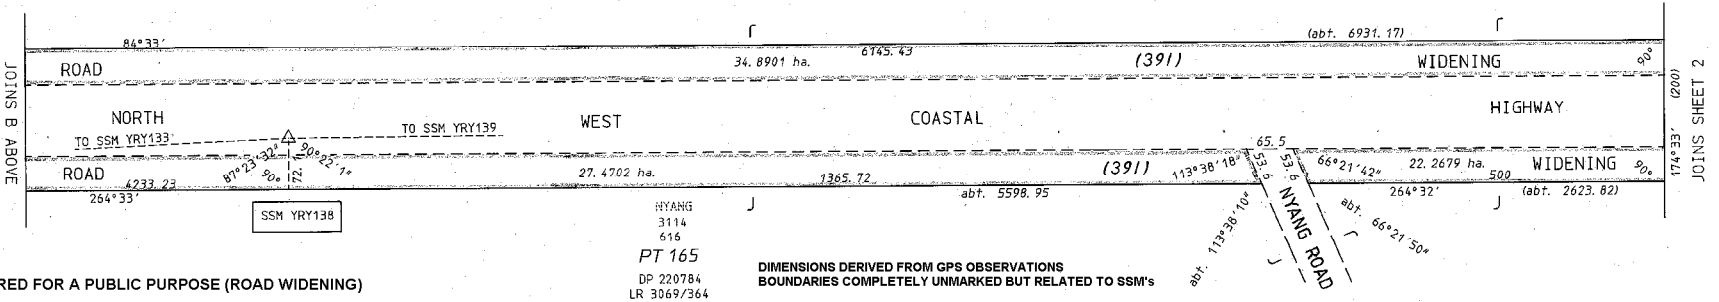 (abt. 6931.17)
84°33'
6145.43
34.8901 ha.
(391)
ROAD
WIDENING
90°
JOINS B ABOVE
(200)
174°33'
JOINS SHEET 2
NORTH
WEST
COASTAL
HIGHWAY
TO SSM YRY133
TO SSM YRY139
65.5
87°23'32"
90°22'1"
90°
72.1
ROAD
27.4702 ha.
(391)
113°38'18"
53.6
53.6
66°21'42"
22.2679 ha.
WIDENING
90°
4233.23
1365.72
500
264°33'
abt. 5598.95
264°32'
(abt. 2623.82)
SSM YRY138
NYANG
3114
616
PT 165
DP 220784
LR 3069/364
abt. 113°38'10"
NYANG ROAD
abt. 66°21'50"
DIMENSIONS DERIVED FROM GPS OBSERVATIONS
BOUNDARIES COMPLETELY UNMARKED BUT RELATED TO SSM's
RED FOR A PUBLIC PURPOSE (ROAD WIDENING)